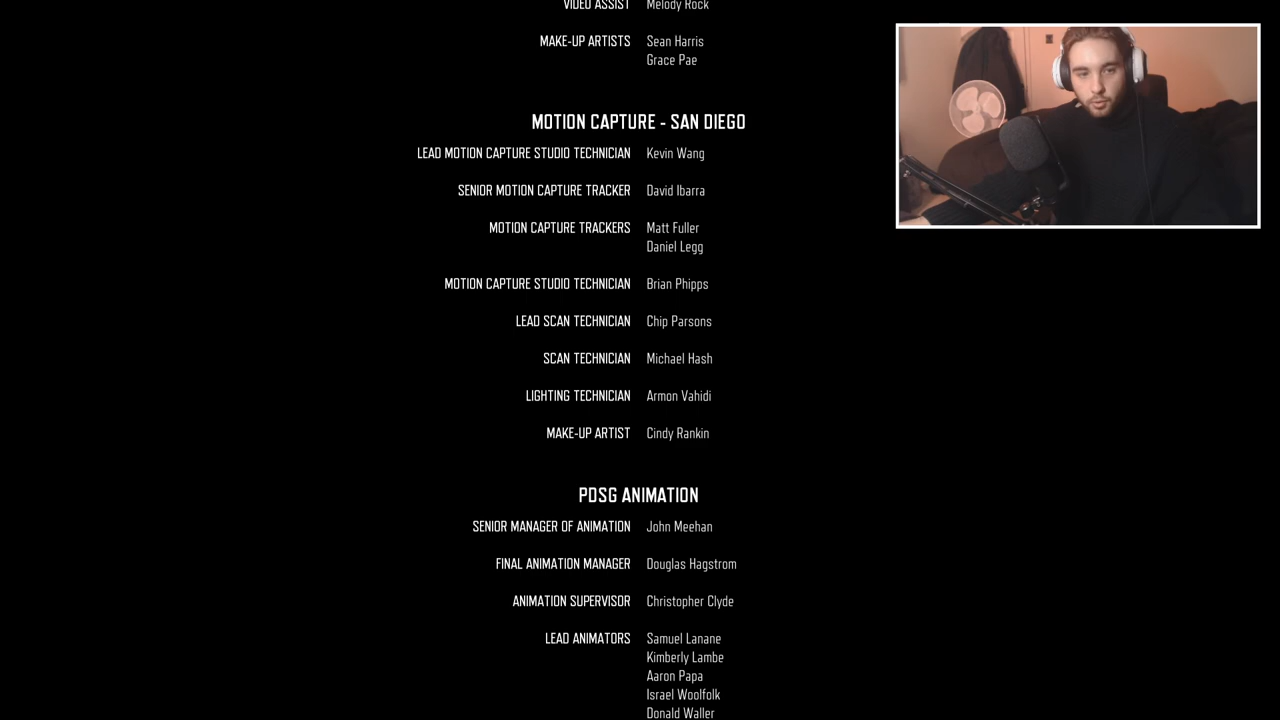 VIDEO ASSIST Melody Rock
MAKE-UP ARTISTS Sean Harris
Grace Pae
MOTION CAPTURE - SAN DIEGO
LEAD MOTION CAPTURE STUDIO TECHNICIAN Kevin Wang
SENIOR MOTION CAPTURE TRACKER David Ibarra
MOTION CAPTURE TRACKERS Matt Fuller
Daniel Legg
MOTION CAPTURE STUDIO TECHNICIAN Brian Phipps
LEAD SCAN TECHNICIAN Chip Parsons
SCAN TECHNICIAN Michael Hash
LIGHTING TECHNICIAN Armon Vahidi
MAKE-UP ARTIST Cindy Rankin
PDSG ANIMATION
SENIOR MANAGER OF ANIMATION John Meehan
FINAL ANIMATION MANAGER Douglas Hagstrom
ANIMATION SUPERVISOR Christopher Clyde
LEAD ANIMATORS Samuel Lanane
Kimberly Lambe
Aaron Papa
Israel Woolfolk
Donald Waller